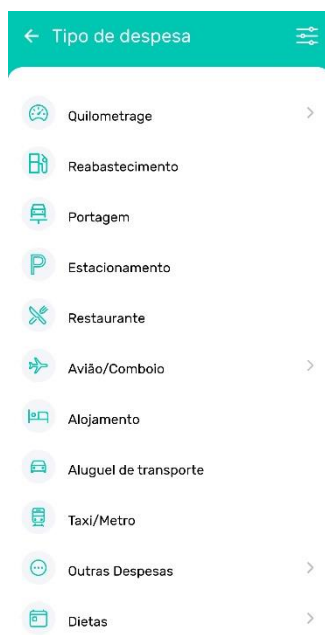 Tipo de despesa
Quilometrage
Reabastecimento
Portagem
Estacionamento
Restaurante
Avião/Comboio
Alojamento
Aluguel de transporte
Taxi/Metro
Outras Despesas
Dietas